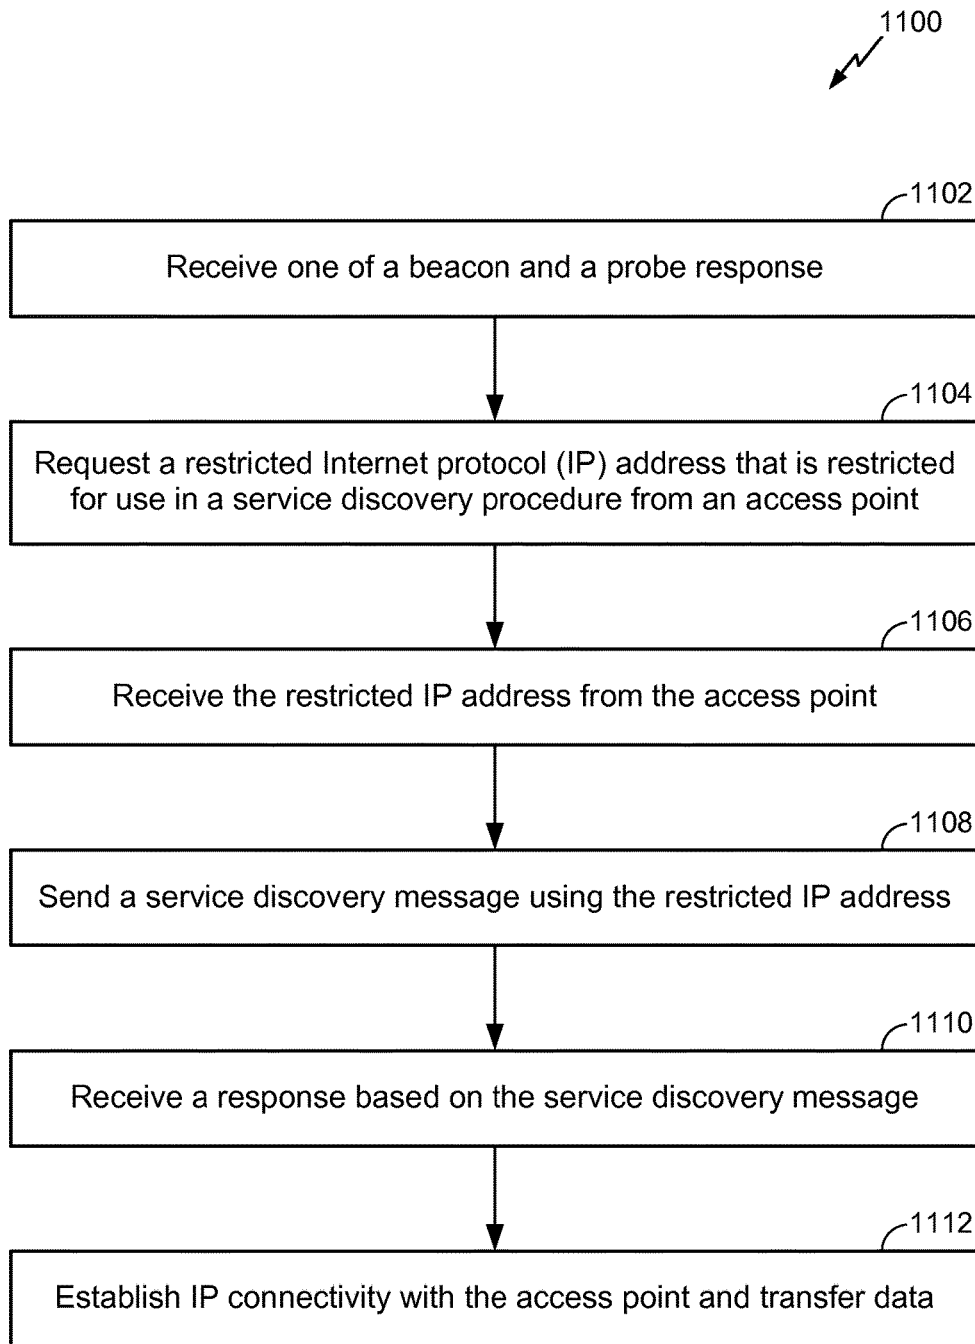 1100
1102
Receive one of a beacon and a probe response
1104
Request a restricted Internet protocol (IP) address that is restricted
for use in a service discovery procedure from an access point
1106
Receive the restricted IP address from the access point
1108
Send a service discovery message using the restricted IP address
1110
Receive a response based on the service discovery message
1112
Establish IP connectivity with the access point and transfer data